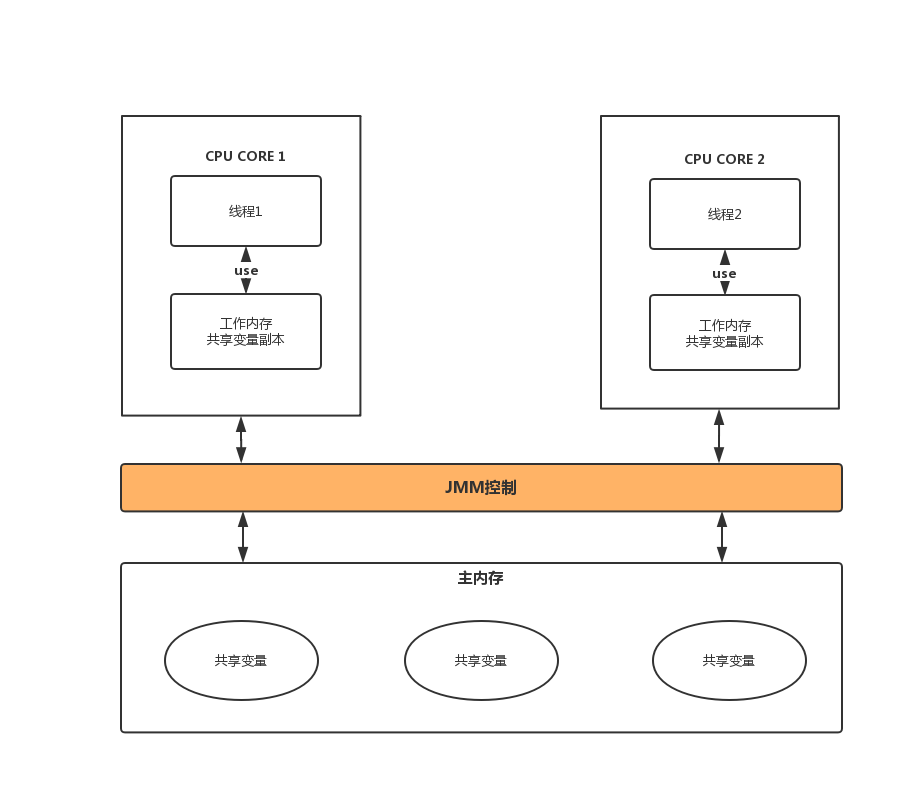 CPU CORE 1
线程1
use
工作内存
共享变量副本
CPU CORE 2
线程2
use
工作内存
共享变量副本
JMM控制
主内存
共享变量
共享变量
共享变量